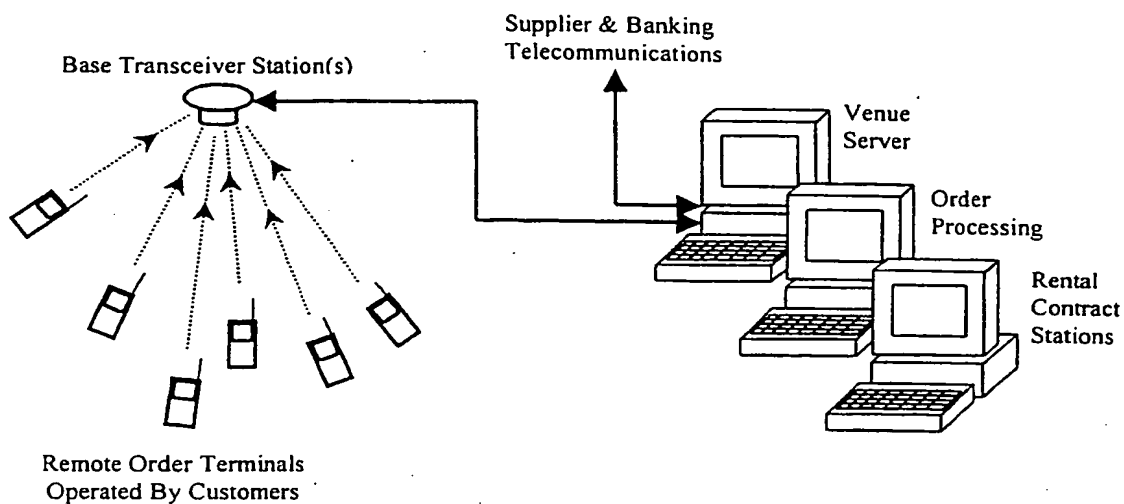 Supplier & Banking
Telecommunications
Base Transceiver Station(s)
Venue
Server
Order
Processing
Rental
Contract
Stations
Remote Order Terminals
Operated By Customers